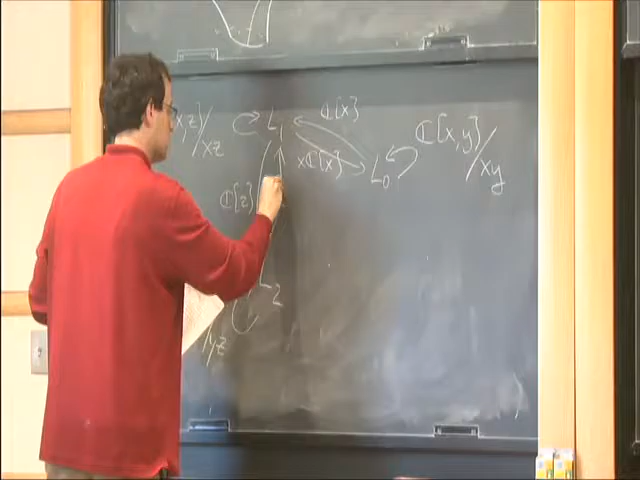 x,z]/xz
L₁
ℂ[x]
xℂ[x]
L₀
ℂ[x,y]/xy
ℂ[z]
L₂
/yz